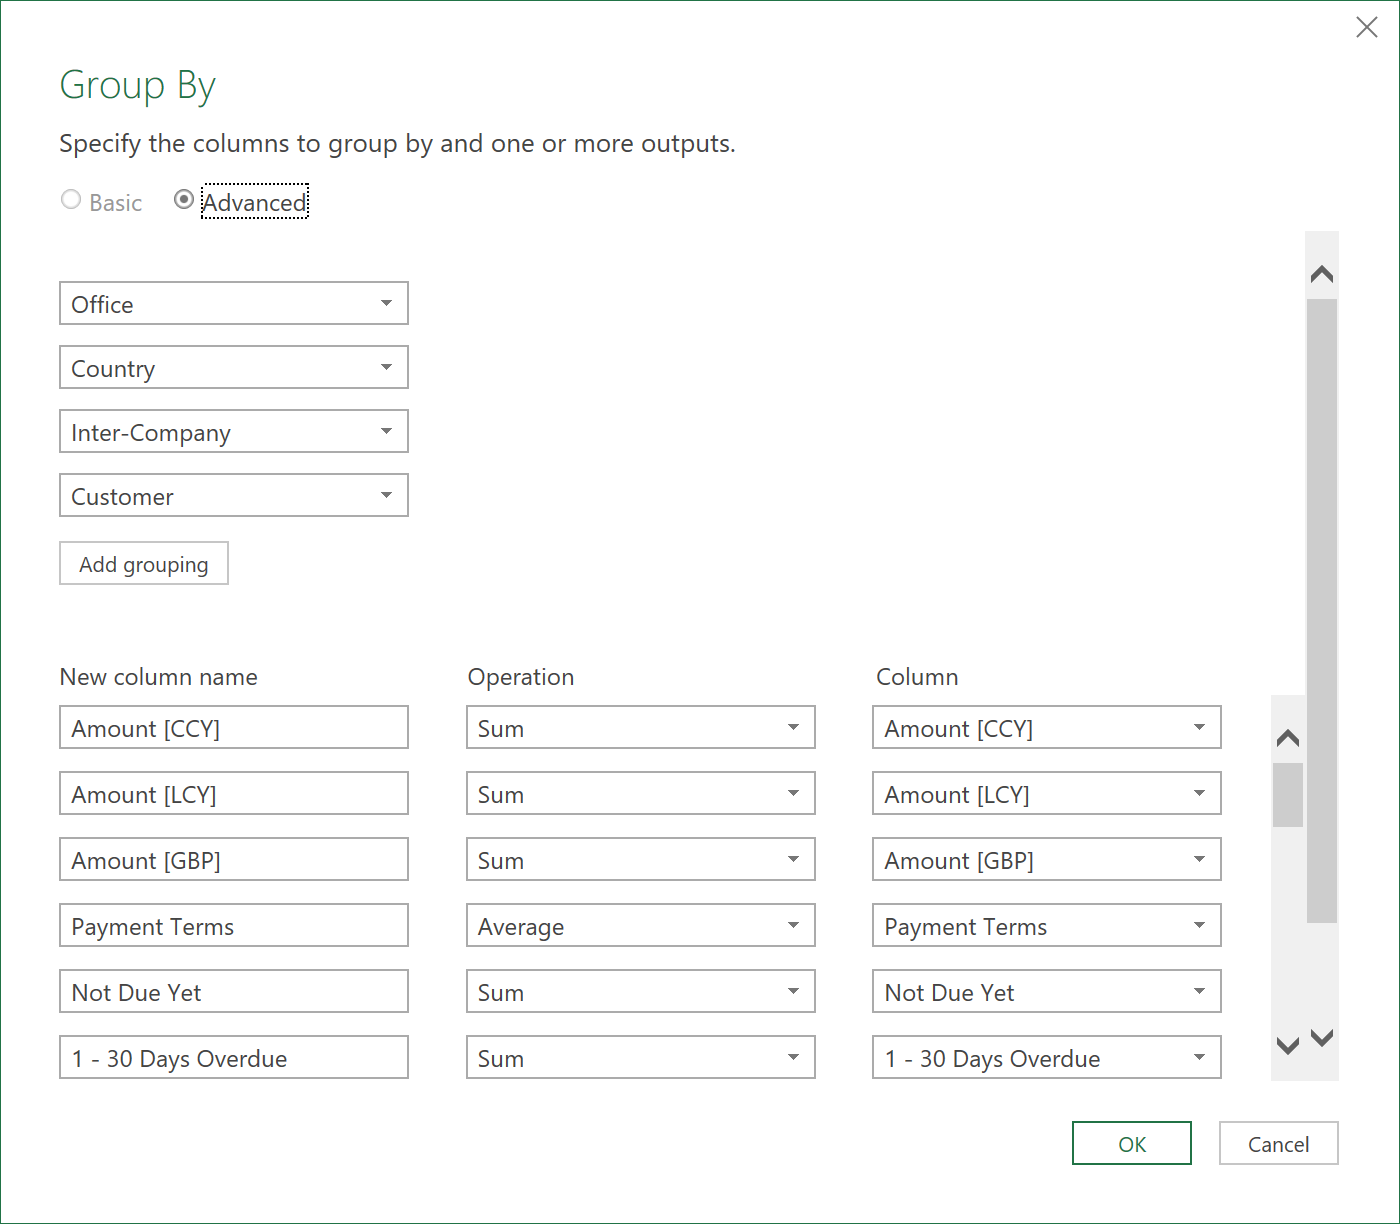 Group By
Specify the columns to group by and one or more outputs.
Basic Advanced
Office
Country
Inter-Company
Customer
Add grouping
New column name Operation Column
Amount [CCY] Sum Amount [CCY]
Amount [LCY] Sum Amount [LCY]
Amount [GBP] Sum Amount [GBP]
Payment Terms Average Payment Terms
Not Due Yet Sum Not Due Yet
1 - 30 Days Overdue Sum 1 - 30 Days Overdue
OK Cancel